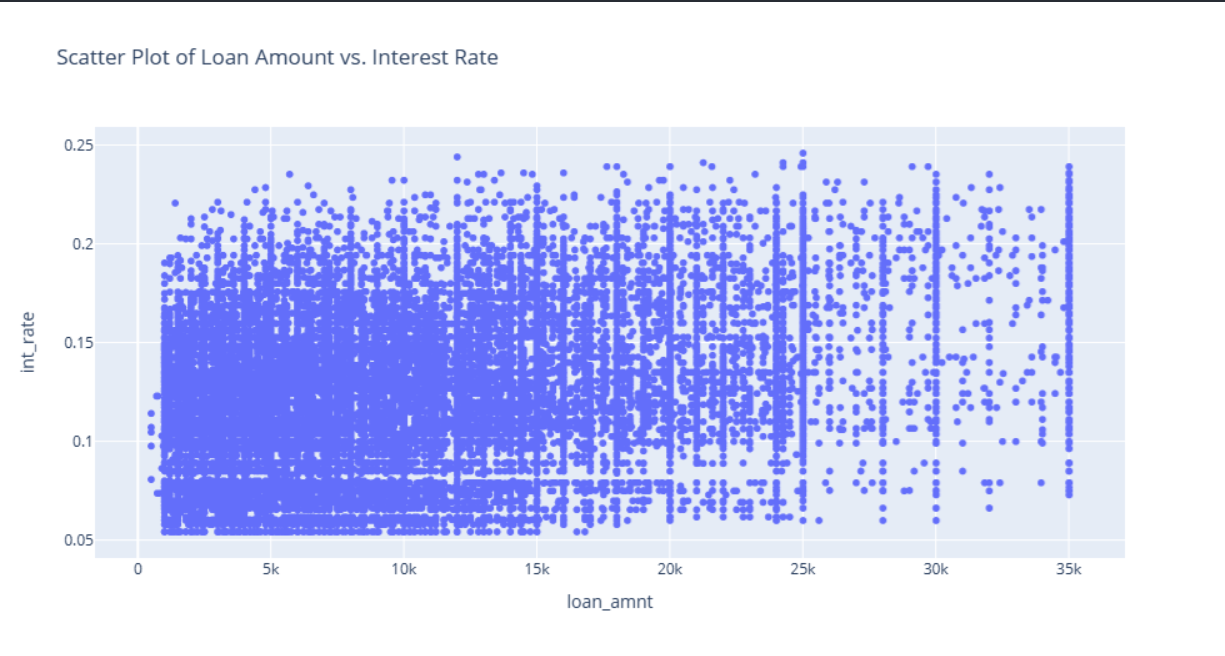 Scatter Plot of Loan Amount vs. Interest Rate
0.25
0.2
0.15
0.1
0.05
int_rate
0 5k 10k 15k 20k 25k 30k 35k
loan_amnt